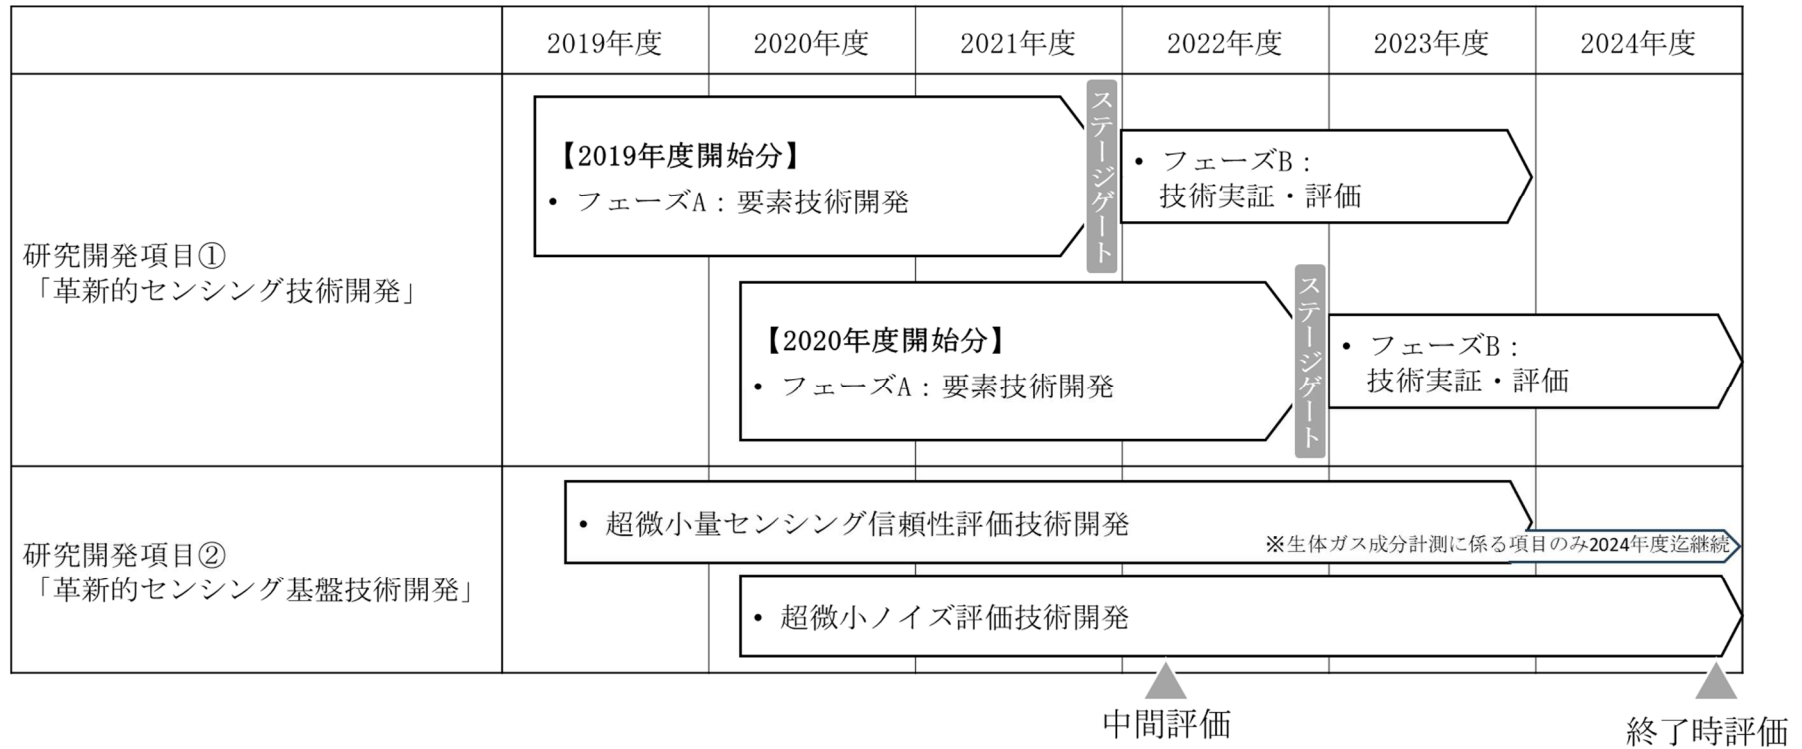 2019年度 2020年度 2021年度 2022年度 2023年度 2024年度
研究開発項目①
「革新的センシング技術開発」
【2019年度開始分】
• フェーズA：要素技術開発
ステージゲート
• フェーズB：
技術実証・評価
【2020年度開始分】
• フェーズA：要素技術開発
ステージゲート
• フェーズB：
技術実証・評価
研究開発項目②
「革新的センシング基盤技術開発」
• 超微小量センシング信頼性評価技術開発
※生体ガス成分計測に係る項目のみ2024年度迄継続
• 超微小ノイズ評価技術開発
中間評価
終了時評価